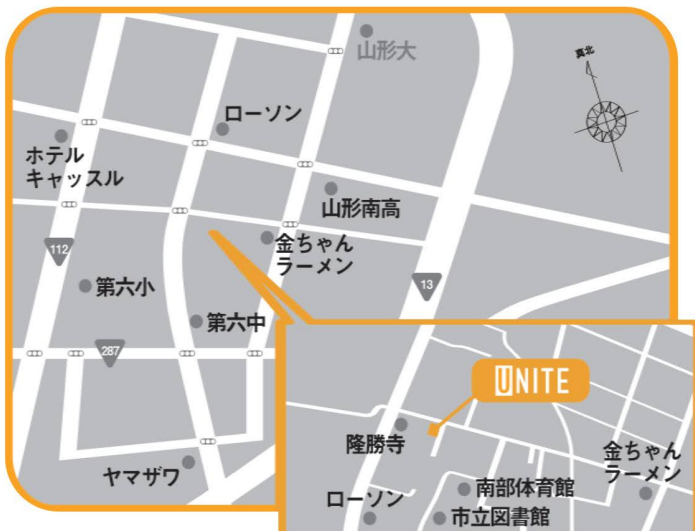 山形大
真北
ローソン
ホテル
キャッスル
山形南高
金ちゃん
ラーメン
112
13
第六小
第六中
287
UNITE
隆勝寺
金ちゃん
ラーメン
ヤマザワ
南部体育館
ローソン
市立図書館